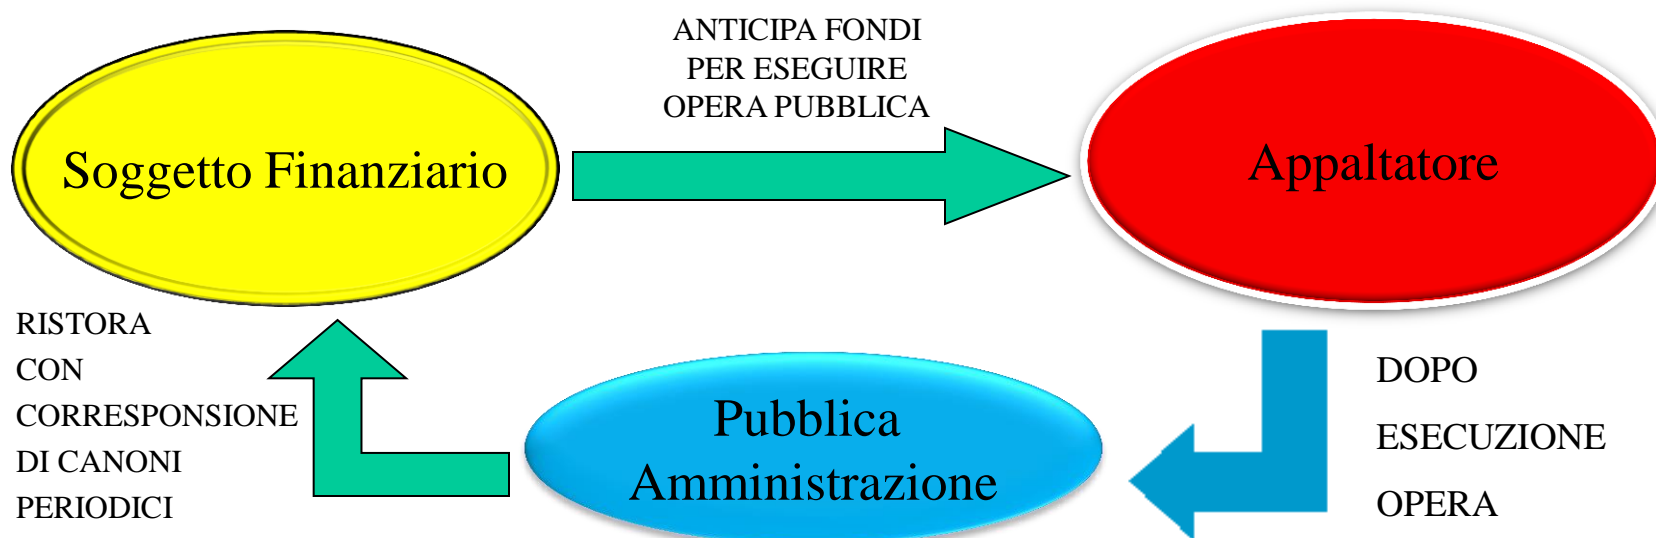 ANTICIPA FONDI
PER ESEGUIRE
OPERA PUBBLICA
Soggetto Finanziario
Appaltatore
RISTORA
CON
CORRESPONSIONE
DI CANONI
PERIODICI
Pubblica
Amministrazione
DOPO
ESECUZIONE
OPERA